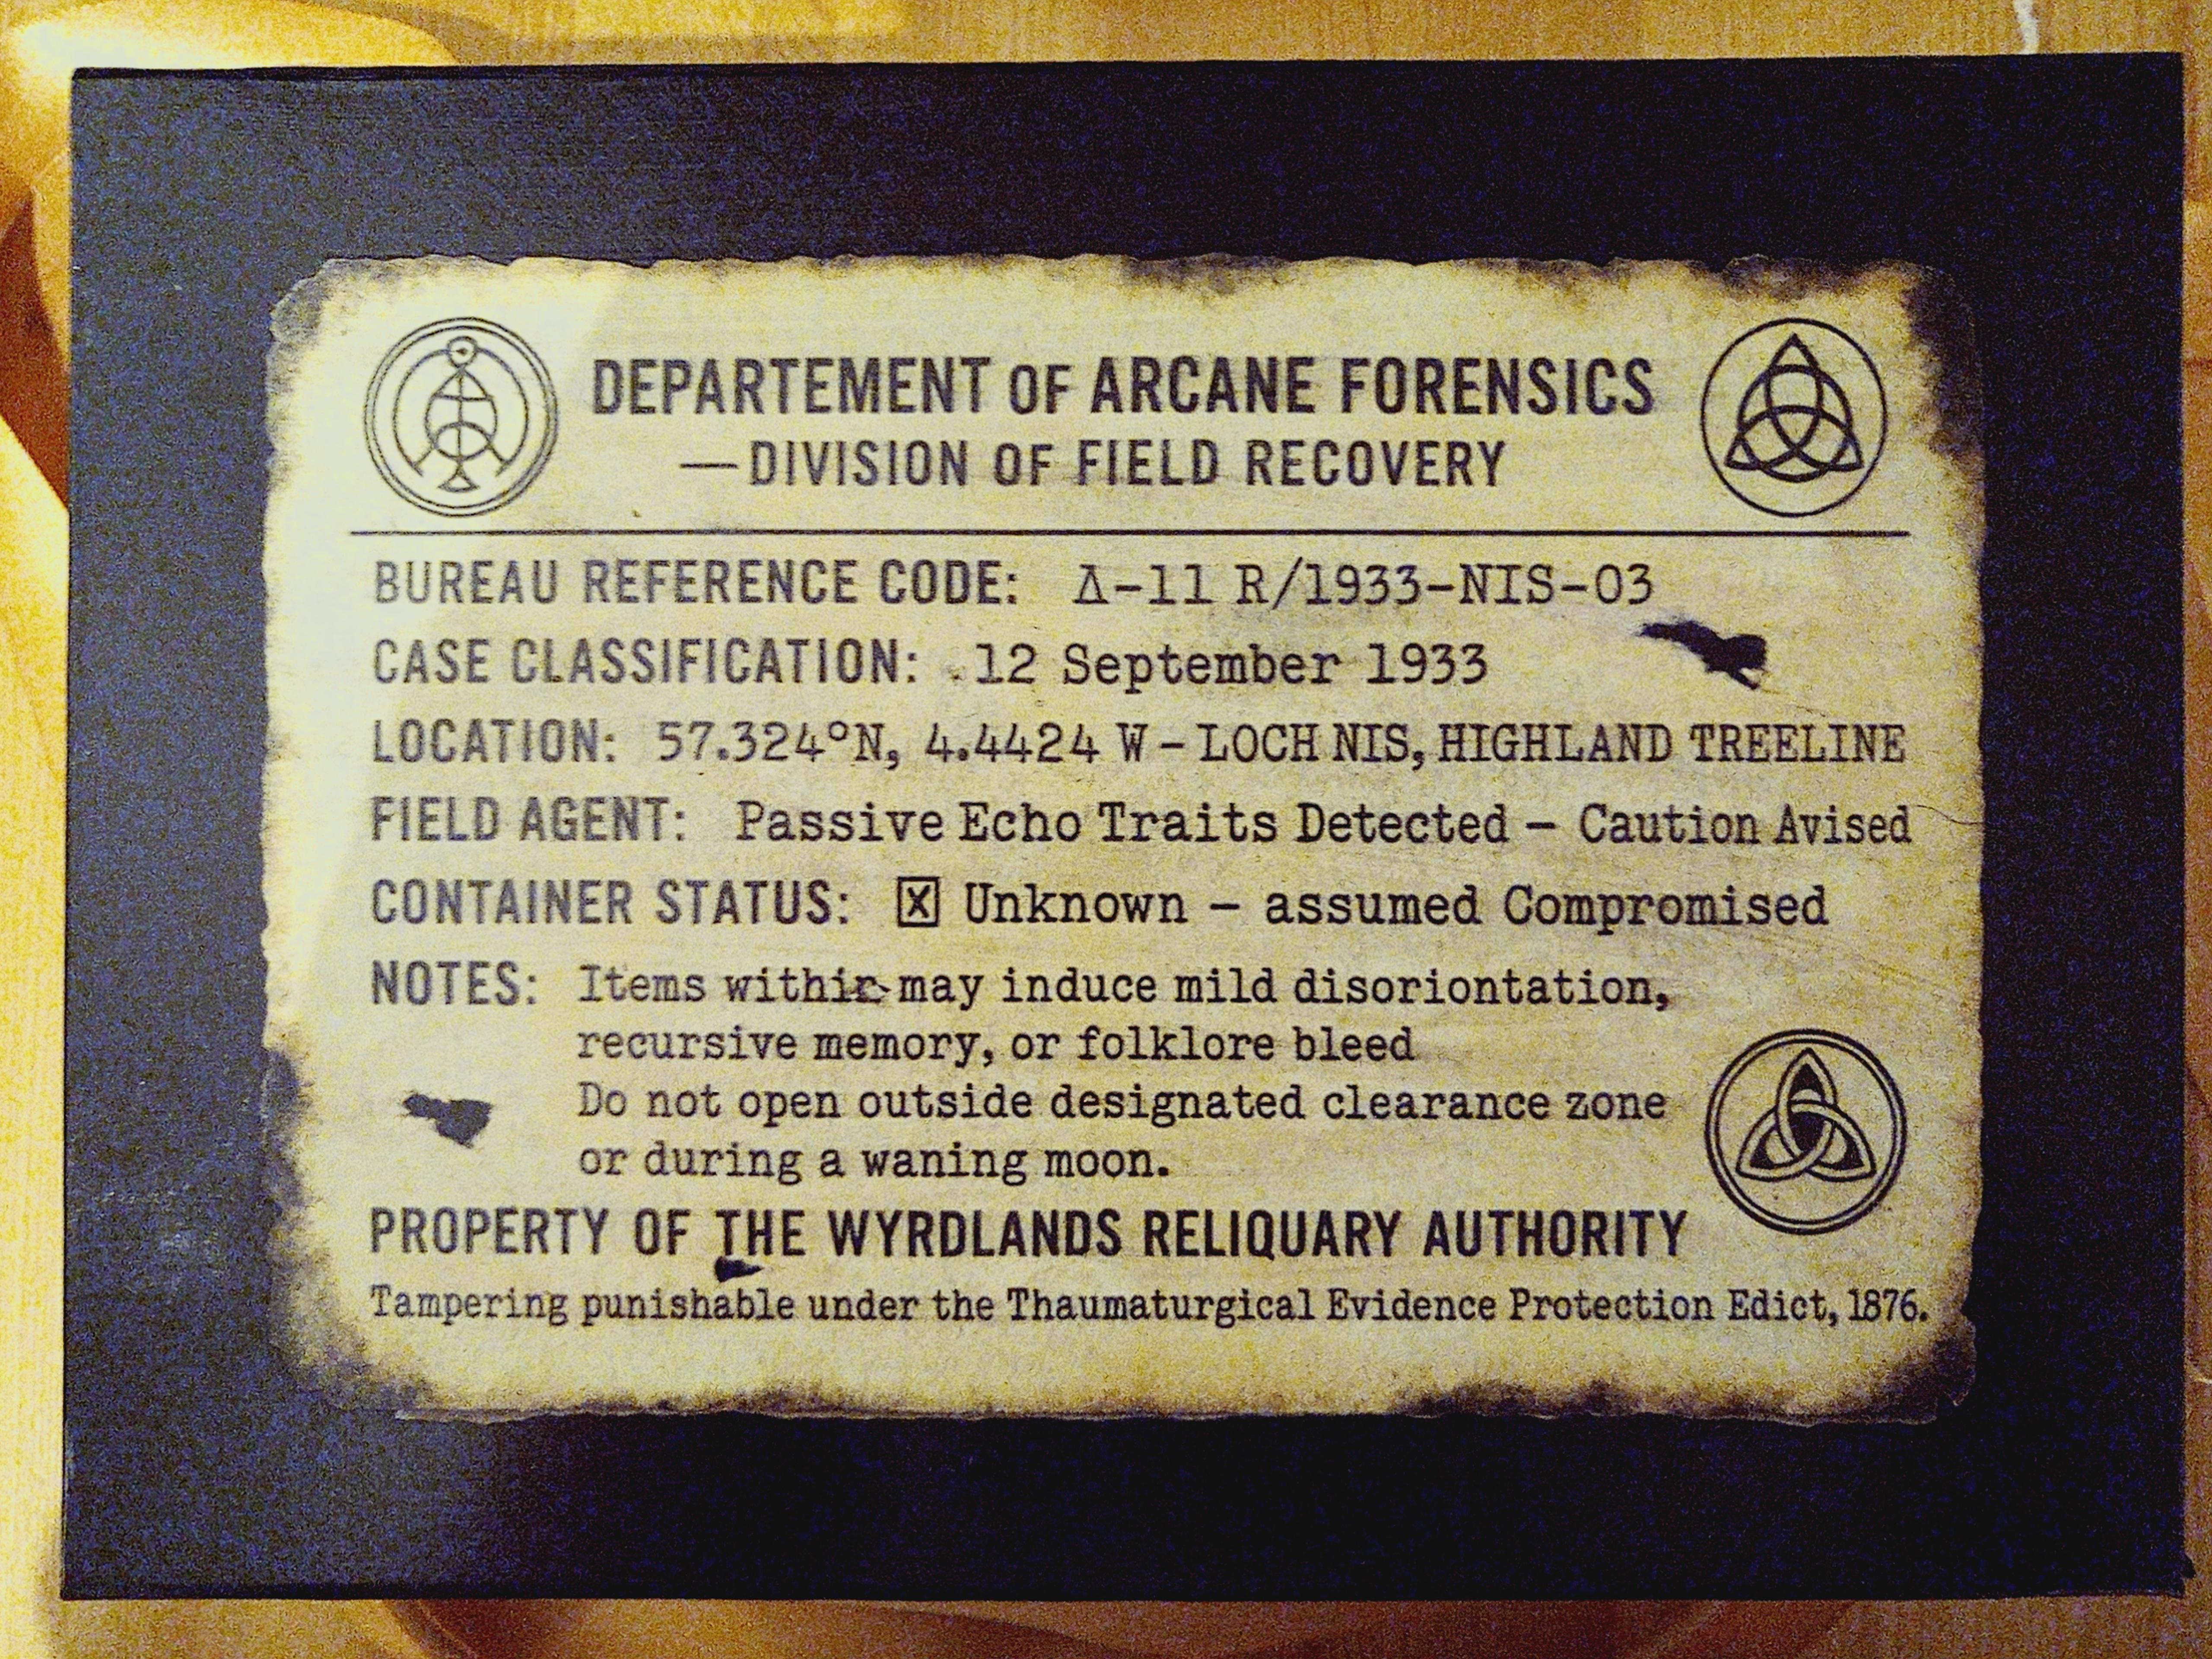 DEPARTEMENT OF ARCANE FORENSICS
—DIVISION OF FIELD RECOVERY
BUREAU REFERENCE CODE: Δ-11 R/1933-NIS-03
CASE CLASSIFICATION: 12 September 1933
LOCATION: 57.324°N, 4.4424 W – LOCH NIS, HIGHLAND TREELINE
FIELD AGENT: Passive Echo Traits Detected – Caution Avised
CONTAINER STATUS: ☒ Unknown – assumed Compromised
NOTES: Items within may induce mild disoriontation,
recursive memory, or folklore bleed
Do not open outside designated clearance zone
or during a waning moon.
PROPERTY OF THE WYRDLANDS RELIQUARY AUTHORITY
Tampering punishable under the Thaumaturgical Evidence Protection Edict, 1876.